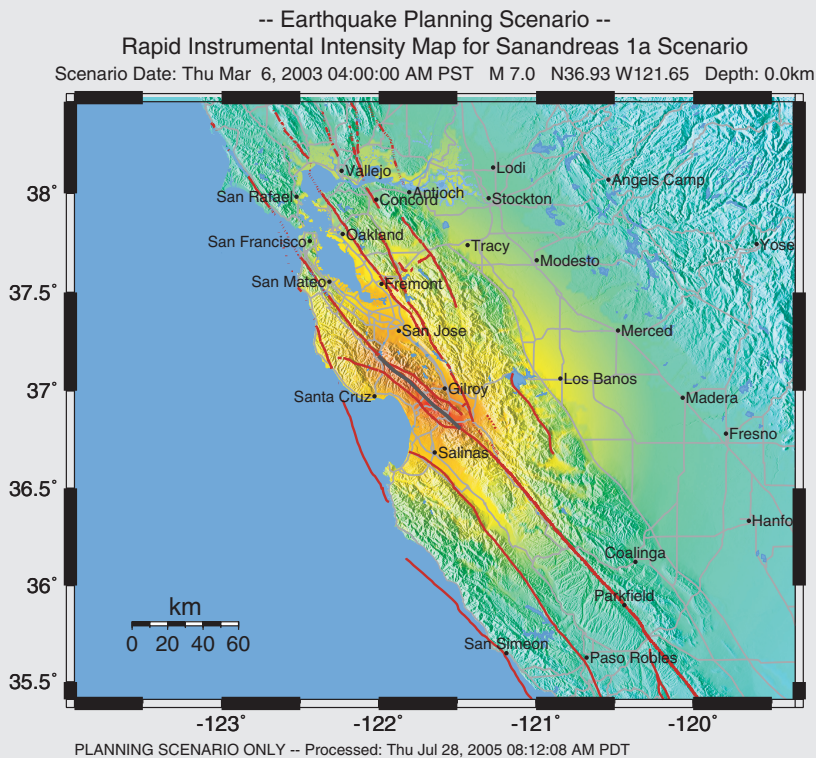 -- Earthquake Planning Scenario --
Rapid Instrumental Intensity Map for Sanandreas 1a Scenario
Scenario Date: Thu Mar 6, 2003 04:00:00 AM PST M 7.0 N36.93 W121.65 Depth: 0.0km
Vallejo
Lodi
38˚
San Rafael
Concord
Antioch
Stockton
Angels Camp
San Francisco
Oakland
Tracy
Modesto
Yose
37.5˚
San Mateo
Fremont
San Jose
Merced
37˚
Santa Cruz
Gilroy
Los Banos
Madera
Fresno
Salinas
36.5˚
Hanfo
Coalinga
36˚
Parkfield
km
0 20 40 60
San Simeon
Paso Robles
35.5˚
-123˚ -122˚ -121˚ -120˚
PLANNING SCENARIO ONLY -- Processed: Thu Jul 28, 2005 08:12:08 AM PDT